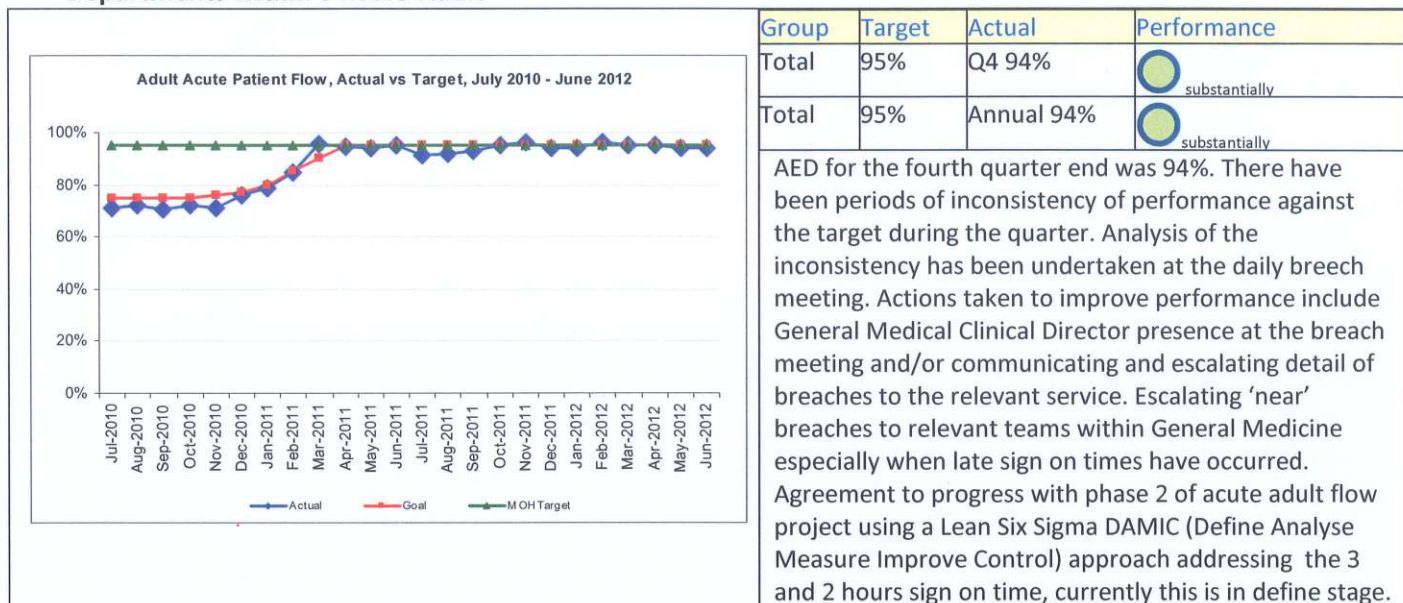 Group Target Actual Performance
Total 95% Q4 94% substantially
Total 95% Annual 94% substantially
Adult Acute Patient Flow, Actual vs Target, July 2010 - June 2012
100%
80%
60%
40%
20%
0%
Jul-2010
Aug-2010
Sep-2010
Oct-2010
Nov-2010
Dec-2010
Jan-2011
Feb-2011
Mar-2011
Apr-2011
May-2011
Jun-2011
Jul-2011
Aug-2011
Sep-2011
Oct-2011
Nov-2011
Dec-2011
Jan-2012
Feb-2012
Mar-2012
Apr-2012
May-2012
Jun-2012
Actual Goal MOH Target
AED for the fourth quarter end was 94%. There have
been periods of inconsistency of performance against
the target during the quarter. Analysis of the
inconsistency has been undertaken at the daily breech
meeting. Actions taken to improve performance include
General Medical Clinical Director presence at the breach
meeting and/or communicating and escalating detail of
breaches to the relevant service. Escalating ‘near’
breaches to relevant teams within General Medicine
especially when late sign on times have occurred.
Agreement to progress with phase 2 of acute adult flow
project using a Lean Six Sigma DAMIC (Define Analyse
Measure Improve Control) approach addressing the 3
and 2 hours sign on time, currently this is in define stage.